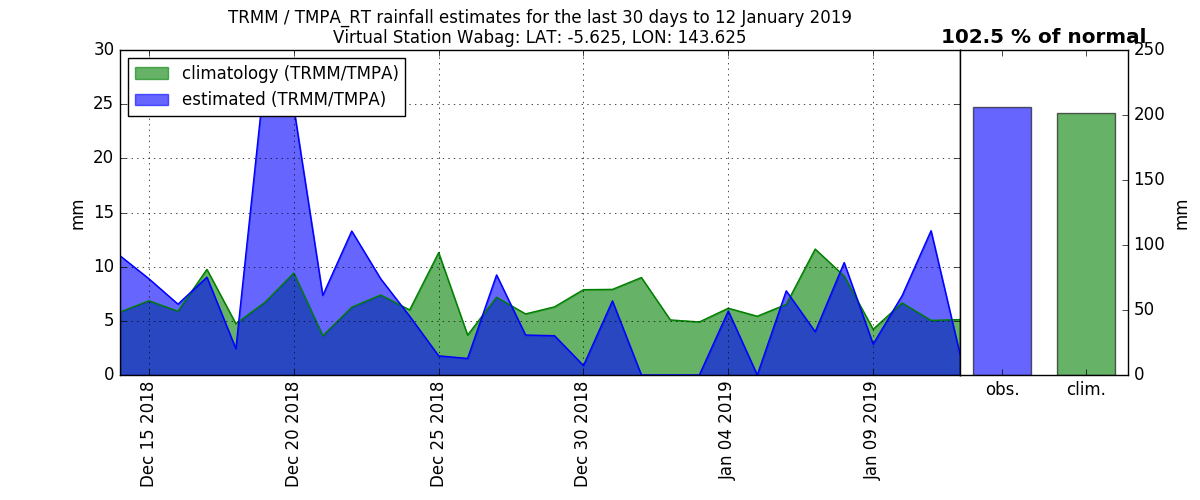 TRMM / TMPA_RT rainfall estimates for the last 30 days to 12 January 2019
Virtual Station Wabag: LAT: -5.625, LON: 143.625
102.5 % of normal
climatology (TRMM/TMPA)
estimated (TRMM/TMPA)
30
25
20
15
10
5
0
mm
Dec 15 2018
Dec 20 2018
Dec 25 2018
Dec 30 2018
Jan 04 2019
Jan 09 2019
obs.
clim.
250
200
150
100
50
0
mm